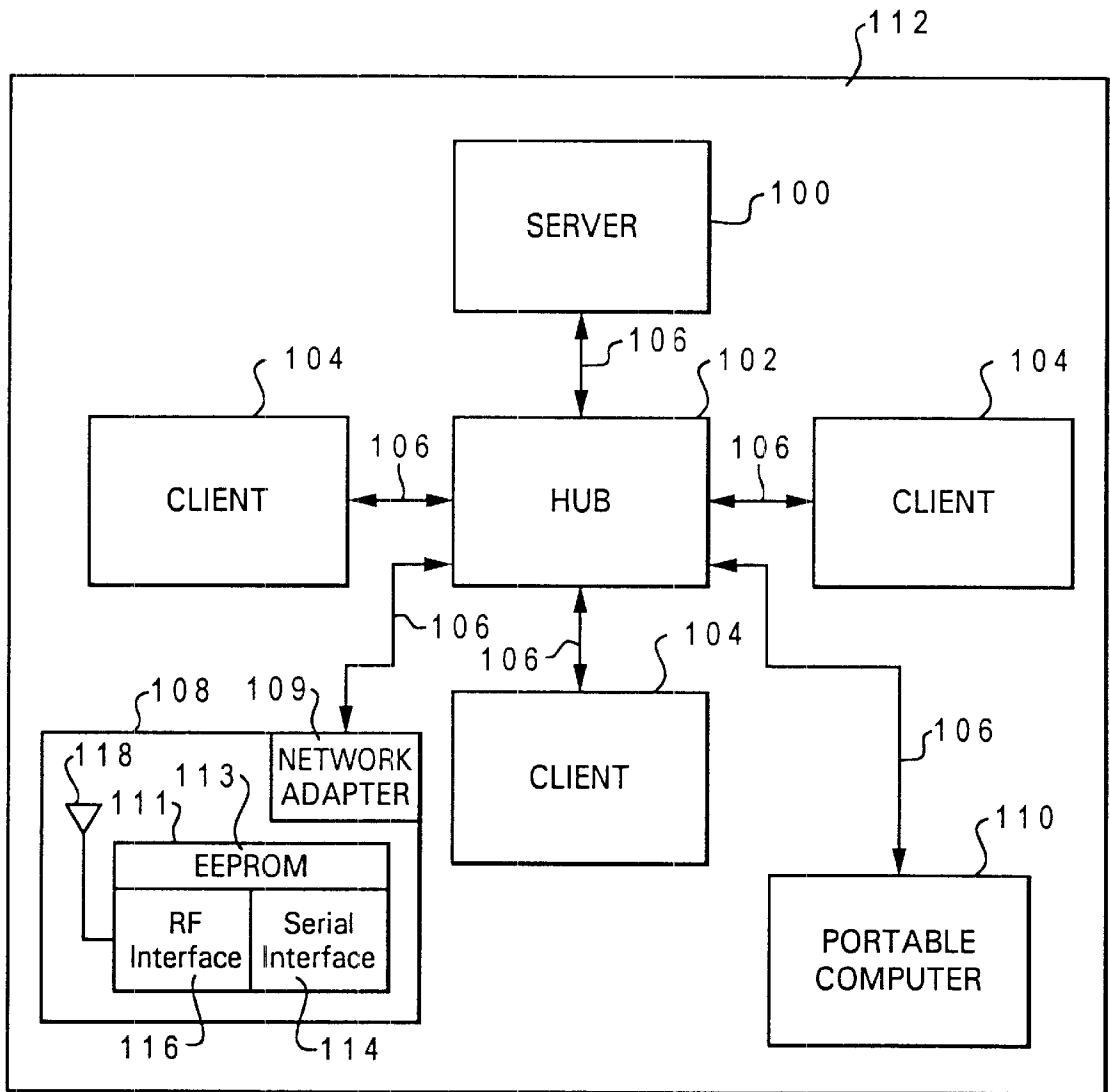 112
SERVER
100
106
102
104
104
CLIENT
106
HUB
106
CLIENT
106
106
104
CLIENT
108
109
NETWORK
ADAPTER
118
113
111
EEPROM
RF
Interface
Serial
Interface
116
114
106
110
PORTABLE
COMPUTER